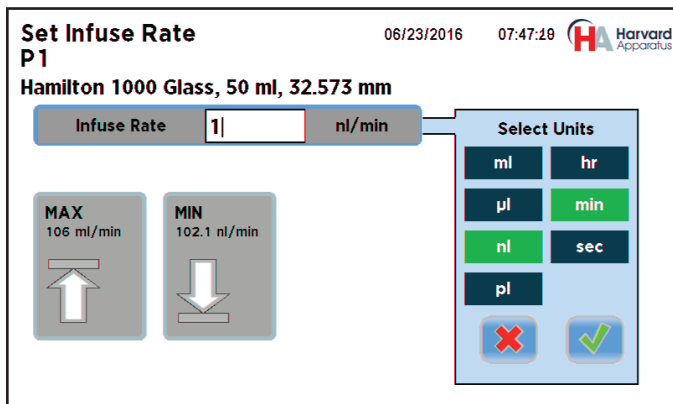 Set Infuse Rate
06/23/2016 07:47:29
HA Harvard
Apparatus
P1
Hamilton 1000 Glass, 50 ml, 32.573 mm
Infuse Rate 1 nl/min
Select Units
ml hr
µl min
nl sec
pl
MAX
106 ml/min
MIN
102.1 nl/min